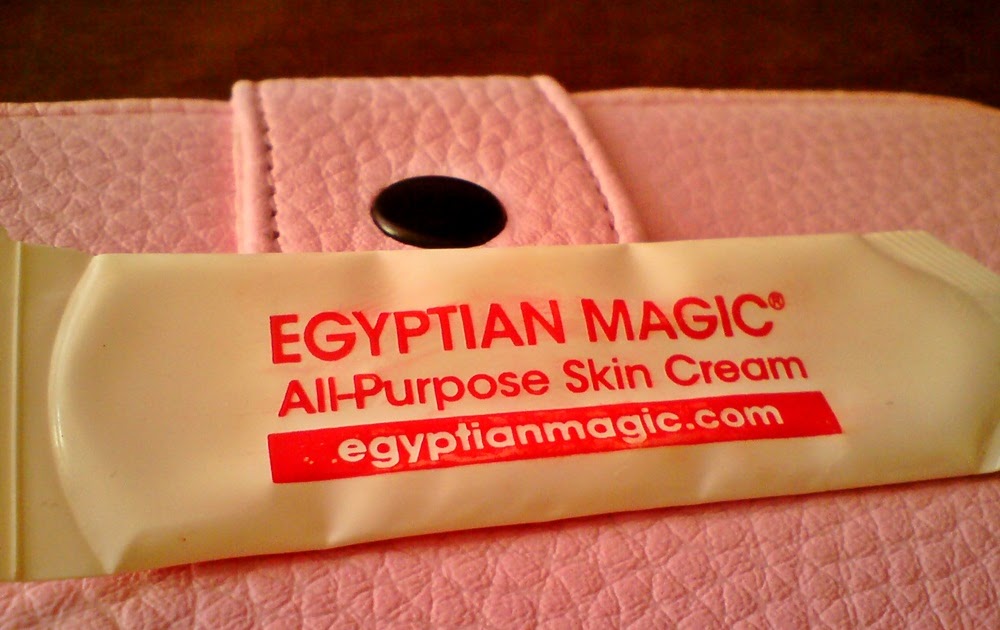 EGYPTIAN MAGIC®
All-Purpose Skin Cream
egyptianmagic.com